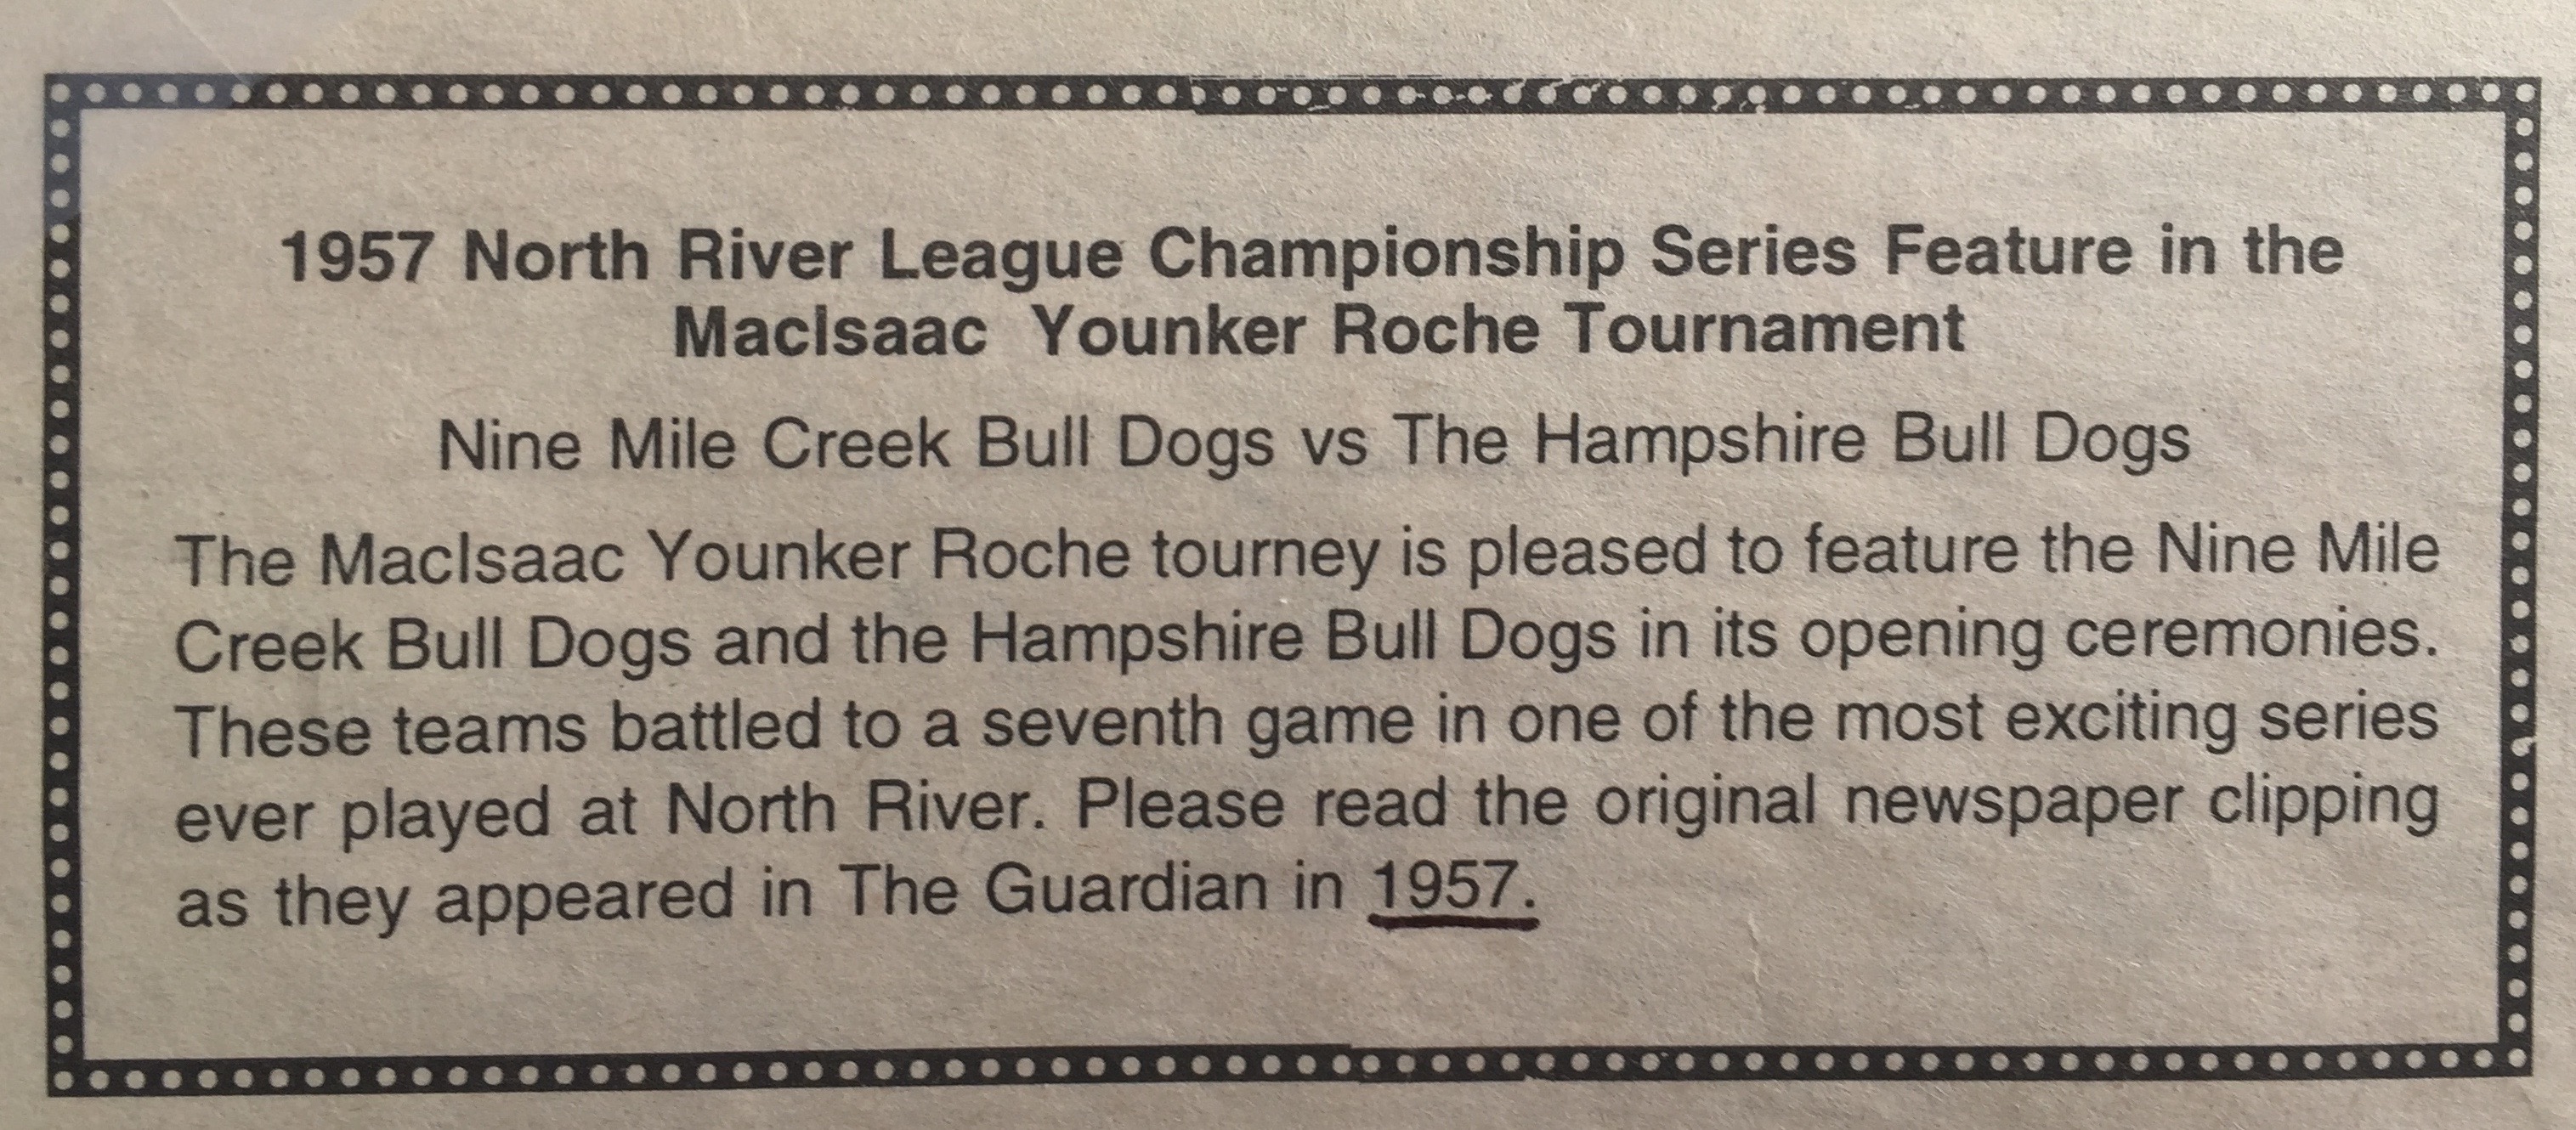 1957 North River League Championship Series Feature in the
MacIsaac Younker Roche Tournament
Nine Mile Creek Bull Dogs vs The Hampshire Bull Dogs
The MacIsaac Younker Roche tourney is pleased to feature the Nine Mile
Creek Bull Dogs and the Hampshire Bull Dogs in its opening ceremonies.
These teams battled to a seventh game in one of the most exciting series
ever played at North River. Please read the original newspaper clipping
as they appeared in The Guardian in 1957.